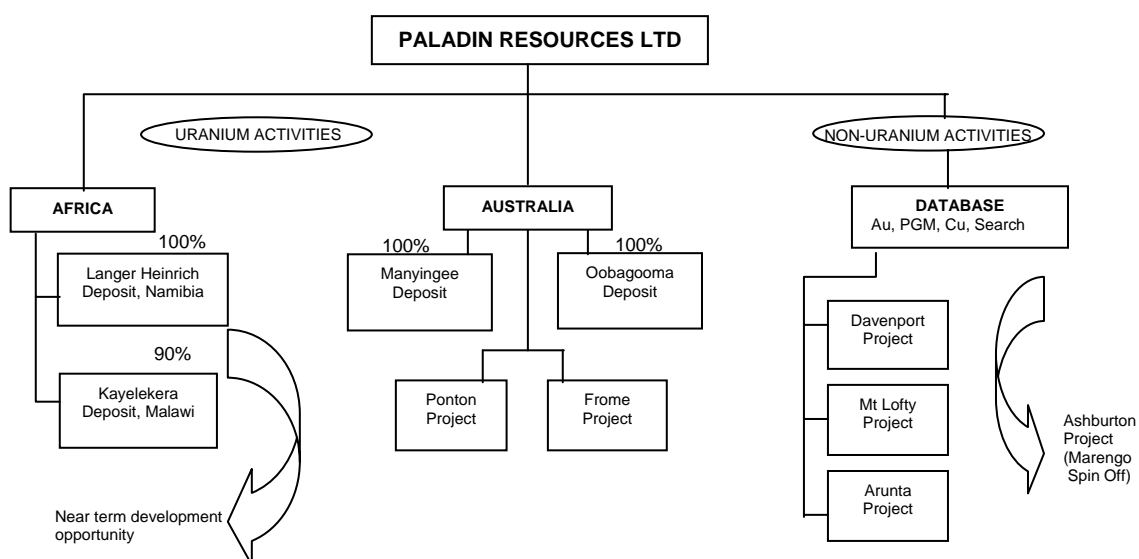 PALADIN RESOURCES LTD
URANIUM ACTIVITIES
NON-URANIUM ACTIVITIES
AFRICA
100%
Langer Heinrich
Deposit, Namibia
90%
Kayelekera
Deposit, Malawi
Near term development
opportunity
AUSTRALIA
100%
Manyingee
Deposit
100%
Oobagooma
Deposit
Ponton
Project
Frome
Project
DATABASE
Au, PGM, Cu, Search
Davenport
Project
Mt Lofty
Project
Arunta
Project
Ashburton
Project
(Marengo
Spin Off)